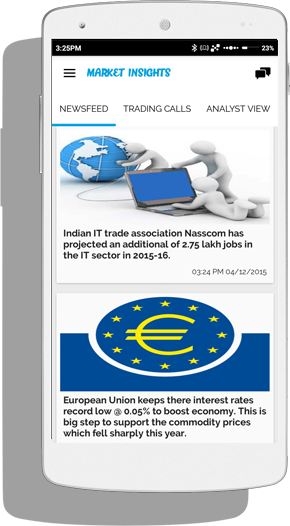 3:25PM 23%
MARKET INSIGHTS
NEWSFEED TRADING CALLS ANALYST VIEW
Indian IT trade association Nasscom has
projected an additional of 2.75 lakh jobs in
the IT sector in 2015-16.
03:24 PM 04/12/2015
European Union keeps there interest rates
record low @ 0.05% to boost economy. This is
big step to support the commodity prices
which fell sharply this year.